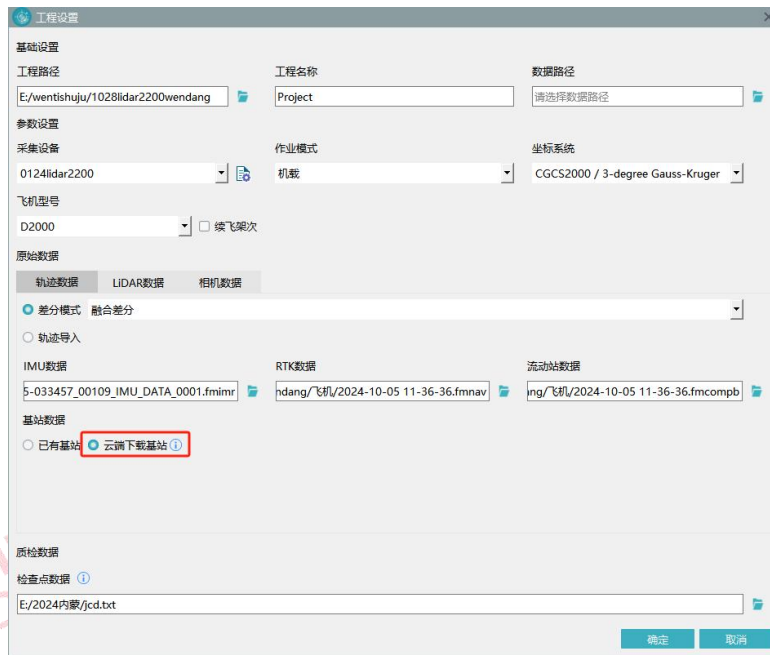 工程设置
基础设置
工程路径 工程名称 数据路径
E:/wentishuju/1028lidar2200wendang Project 请选择数据路径
参数设置
采集设备 作业模式 坐标系统
0124lidar2200 机载 CGCS2000 / 3-degree Gauss-Kruger
飞机型号
D2000 续飞架次
原始数据
轨迹数据 LiDAR数据 相机数据
差分模式 融合差分
轨迹导入
IMU数据 RTK数据 流动站数据
5-033457_00109_IMU_DATA_0001.fmimr ndang/飞机/2024-10-05 11-36-36.fmnav ing/飞机/2024-10-05 11-36-36.fmcompb
基站数据
已有基站 云端下载基站
质检数据
检查点数据
E:/2024内蒙/jcd.txt
确定 取消